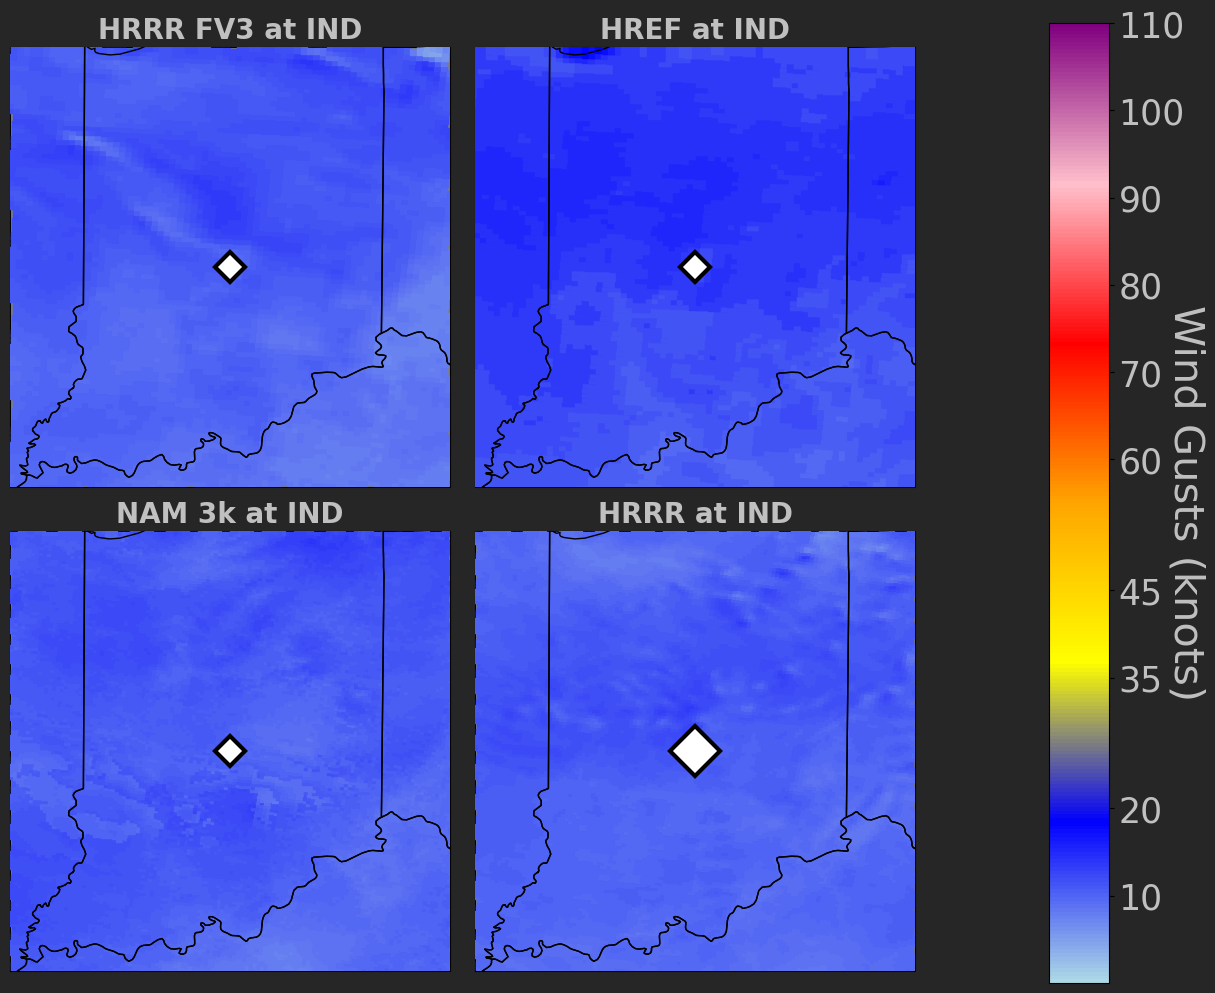 HRRR FV3 at IND
HREF at IND
NAM 3k at IND
HRRR at IND
110
100
90
80
70
60
45
35
20
10
Wind Gusts (knots)